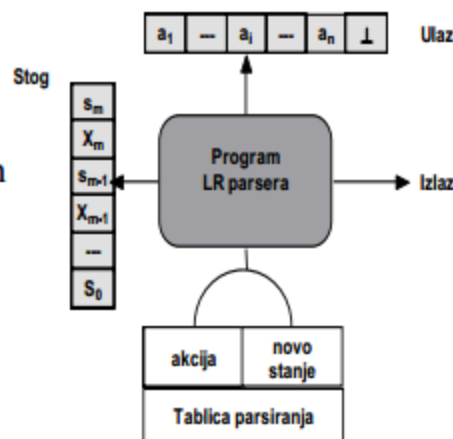 a₁ --- aᵢ --- aₙ ⊥ Ulaz
Stog
sₘ
Xₘ
sₘ₋₁
Xₘ₋₁
---
S₀
Program
LR parsera
Izlaz
akcija
novo
stanje
Tablica parsiranja